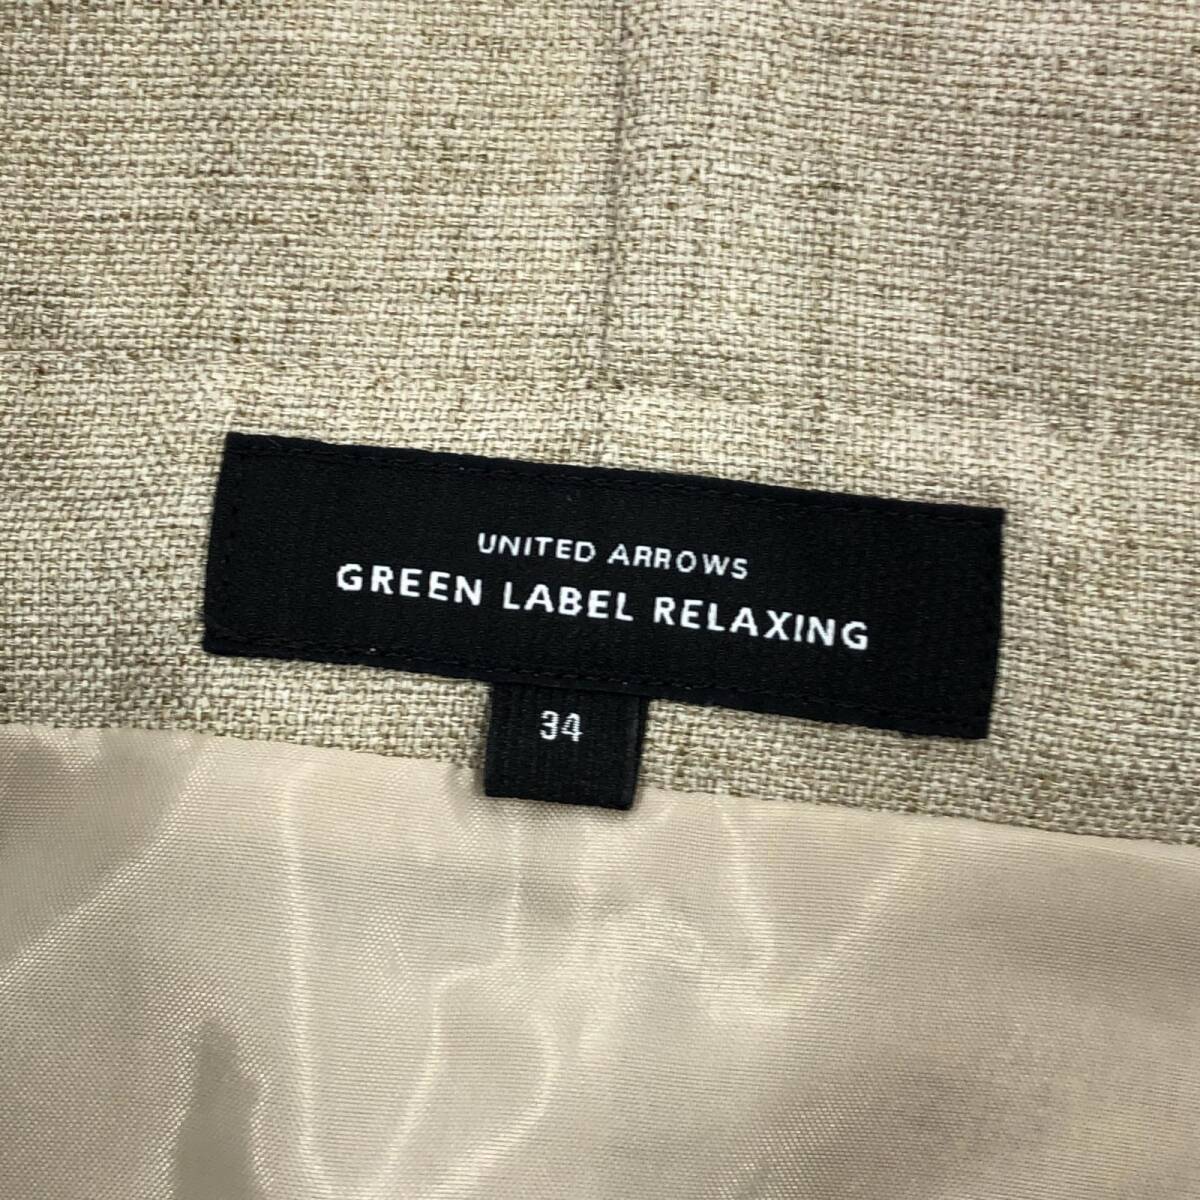 UNITED ARROWS
GREEN LABEL RELAXING
34